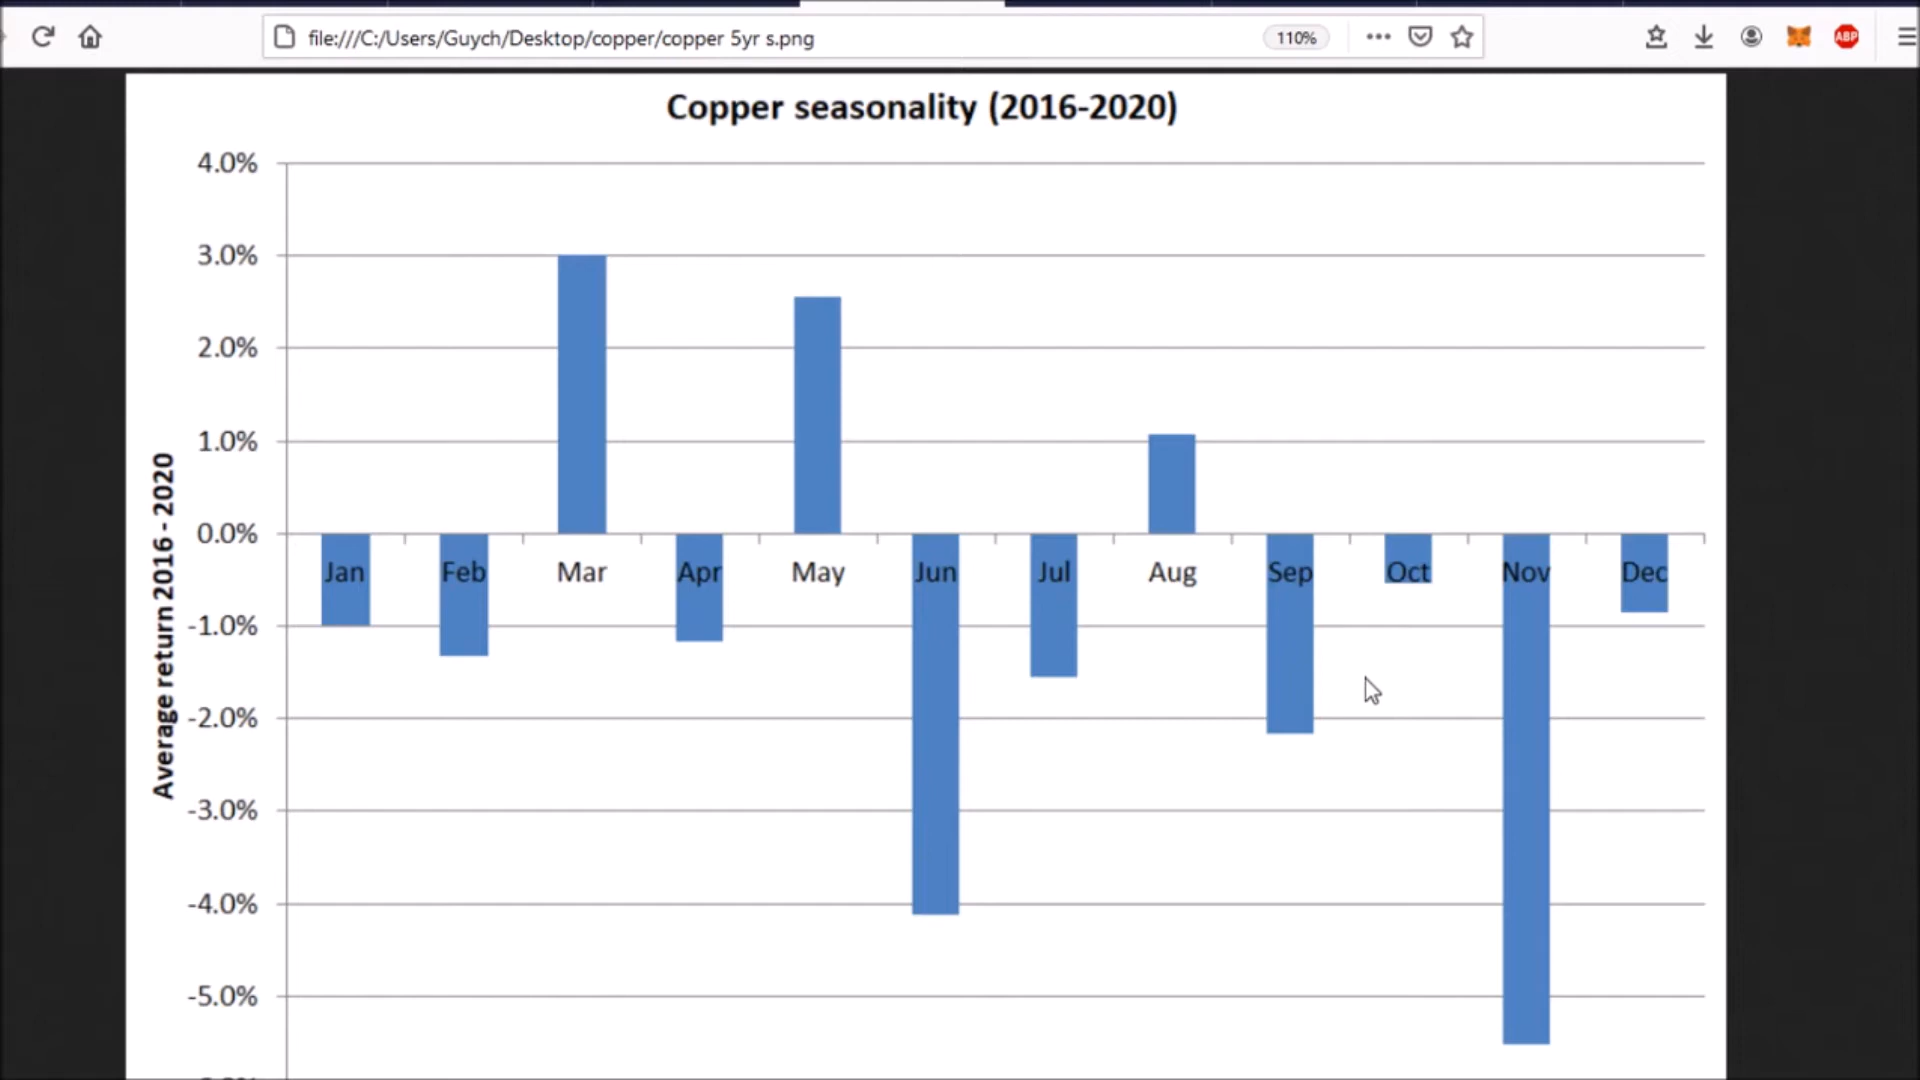 file:///C:/Users/Guych/Desktop/copper/copper 5yr s.png
110%
ABP
Copper seasonality (2016-2020)
Average return 2016 - 2020
4.0%
3.0%
2.0%
1.0%
0.0%
Jan Feb Mar Apr May Jun Jul Aug Sep Oct Nov Dec
-1.0%
-2.0%
-3.0%
-4.0%
-5.0%